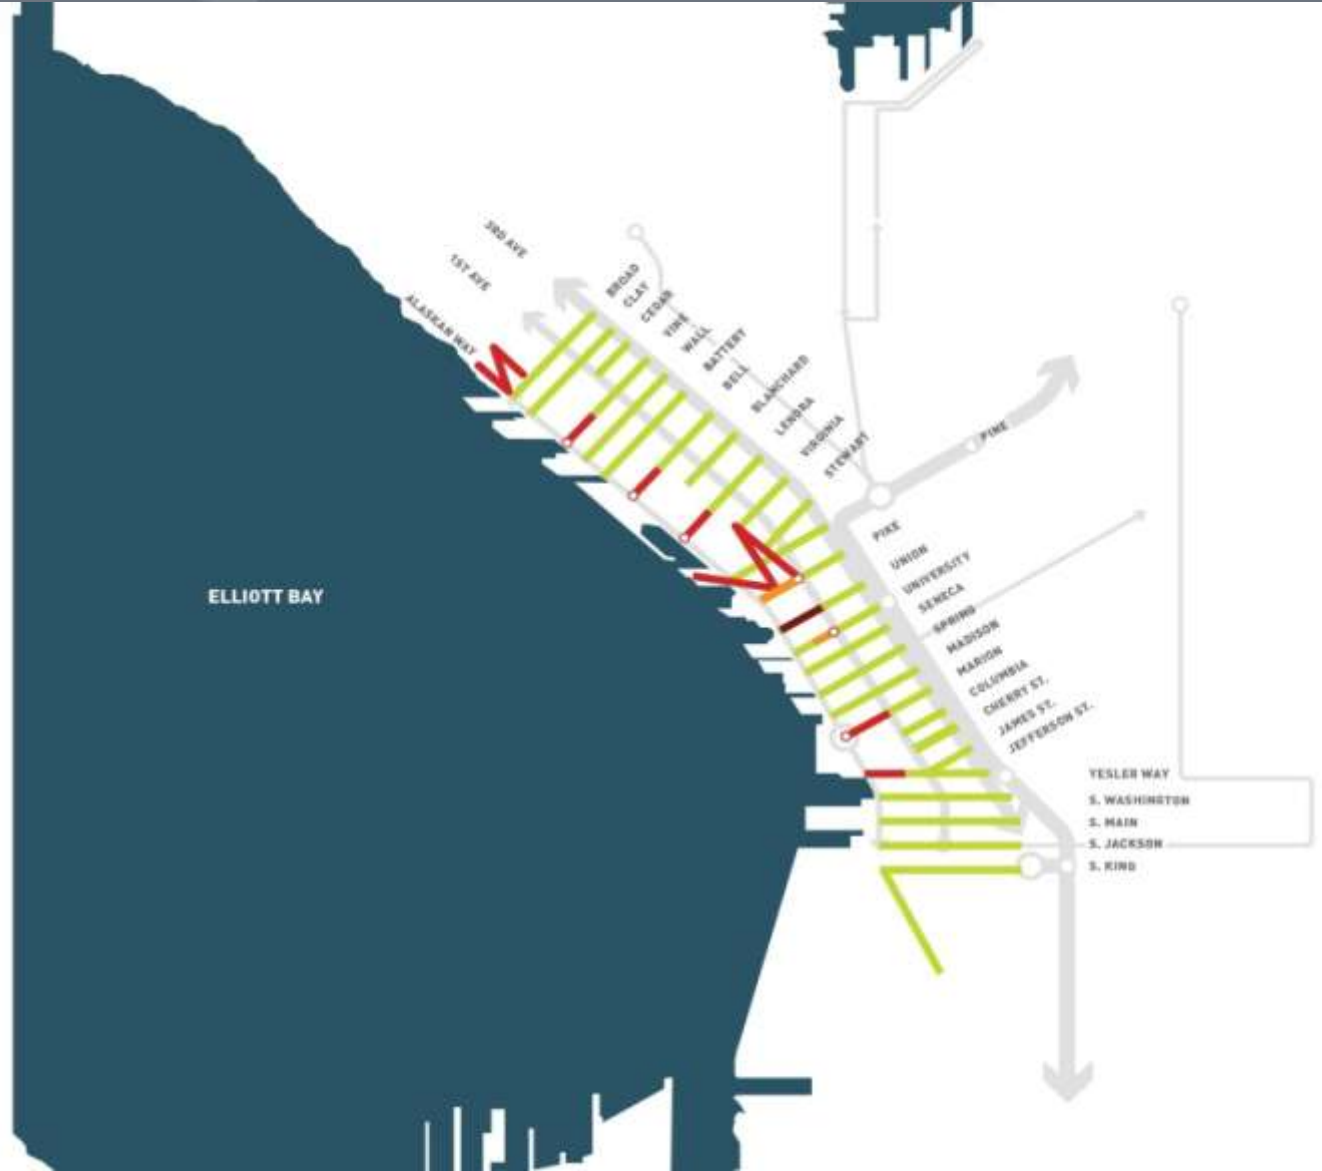 3RD AVE
1ST AVE
ALASKAN WAY
BROAD
CLAY
CEDAR
VINE
WALL
BATTERY
BELL
BLANCHARD
LENORA
VIRGINIA
STEWART
PINE
PIKE
UNION
UNIVERSITY
SENECA
SPRING
MADISON
MARION
COLUMBIA
CHERRY ST.
JAMES ST.
JEFFERSON ST.
YESLER WAY
S. WASHINGTON
S. MAIN
S. JACKSON
S. KING
ELLIOTT BAY